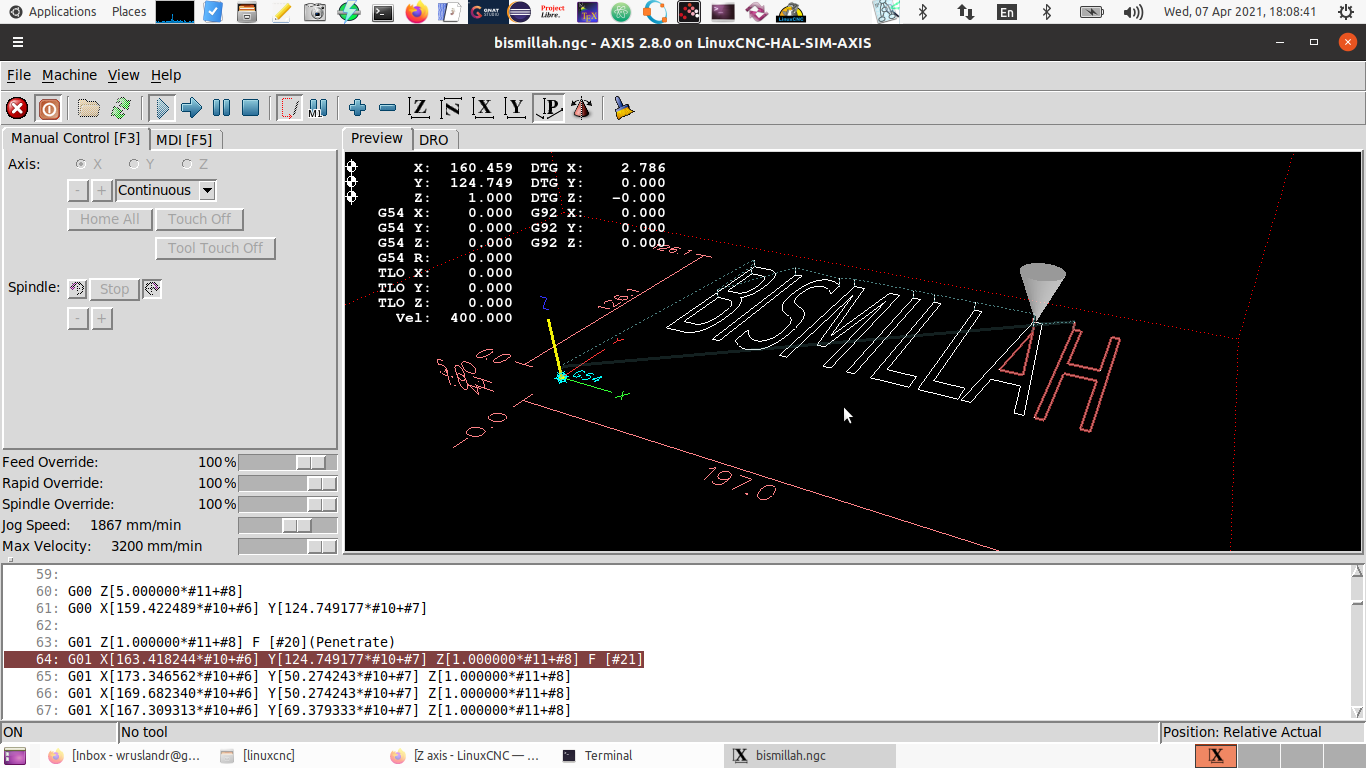 Applications Places
en Wed, 07 Apr 2021, 18:08:41
bismillah.ngc - AXIS 2.8.0 on LinuxCNC-HAL-SIM-AXIS
File Machine View Help
Manual Control [F3] MDI [F5]
Axis: X Y Z
- + Continuous
Home All Touch Off
Tool Touch Off
Spindle: Stop
- +
Feed Override: 100%
Rapid Override: 100%
Spindle Override: 100%
Jog Speed: 1867 mm/min
Max Velocity: 3200 mm/min
Preview DRO
X: 160.459 DTG X: 2.786
Y: 124.749 DTG Y: 0.000
Z: 1.000 DTG Z: -0.000
G54 X: 0.000 G92 X: 0.000
G54 Y: 0.000 G92 Y: 0.000
G54 Z: 0.000 G92 Z: 0.000
G54 R: 0.000
TLO X: 0.000
TLO Y: 0.000
TLO Z: 0.000
Vel: 400.000
126.1
Z
G54
X
0.0
0.0
197.0
BISMILLAH
59:
60: G00 Z[5.000000*#11+#8]
61: G00 X[159.422489*#10+#6] Y[124.749177*#10+#7]
62:
63: G01 Z[1.000000*#11+#8] F [#20](Penetrate)
64: G01 X[163.418244*#10+#6] Y[124.749177*#10+#7] Z[1.000000*#11+#8] F [#21]
65: G01 X[173.346562*#10+#6] Y[50.274243*#10+#7] Z[1.000000*#11+#8]
66: G01 X[169.682340*#10+#6] Y[50.274243*#10+#7] Z[1.000000*#11+#8]
67: G01 X[167.309313*#10+#6] Y[69.379333*#10+#7] Z[1.000000*#11+#8]
ON No tool Position: Relative Actual
[Inbox - wruslandr@g... [linuxcnc] [Z axis - LinuxCNC — ... Terminal bismillah.ngc